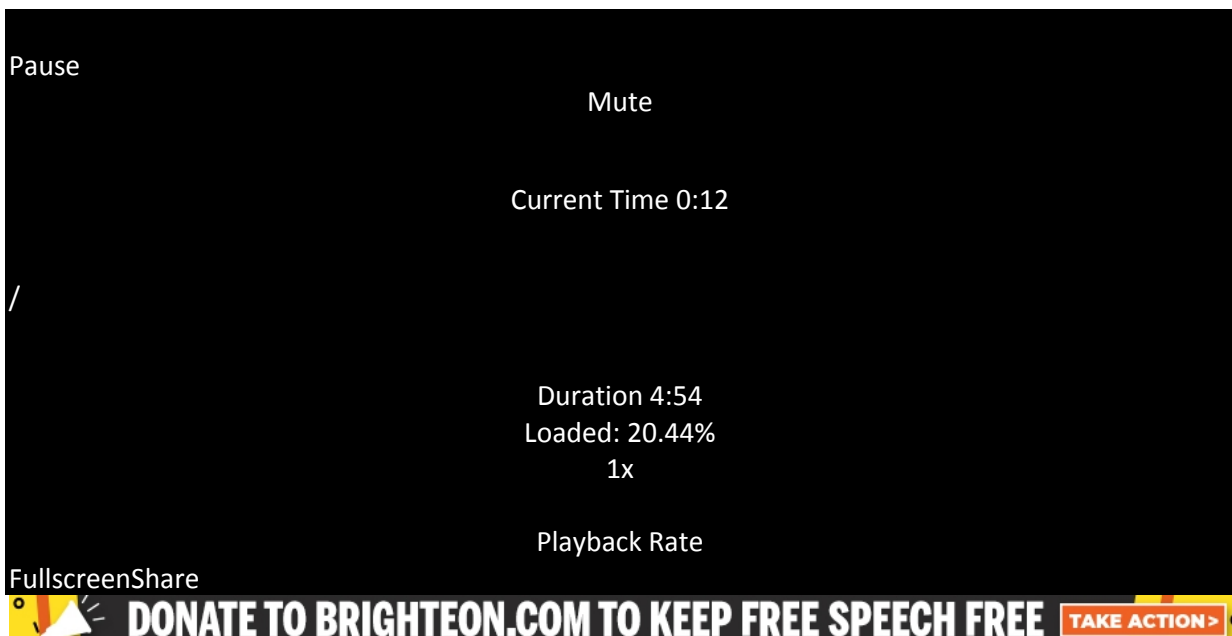 Pause
Mute
Current Time 0:12
/
Duration 4:54
Loaded: 20.44%
1x
Playback Rate
FullscreenShare
DONATE TO BRIGHTEON.COM TO KEEP FREE SPEECH FREE TAKE ACTION>